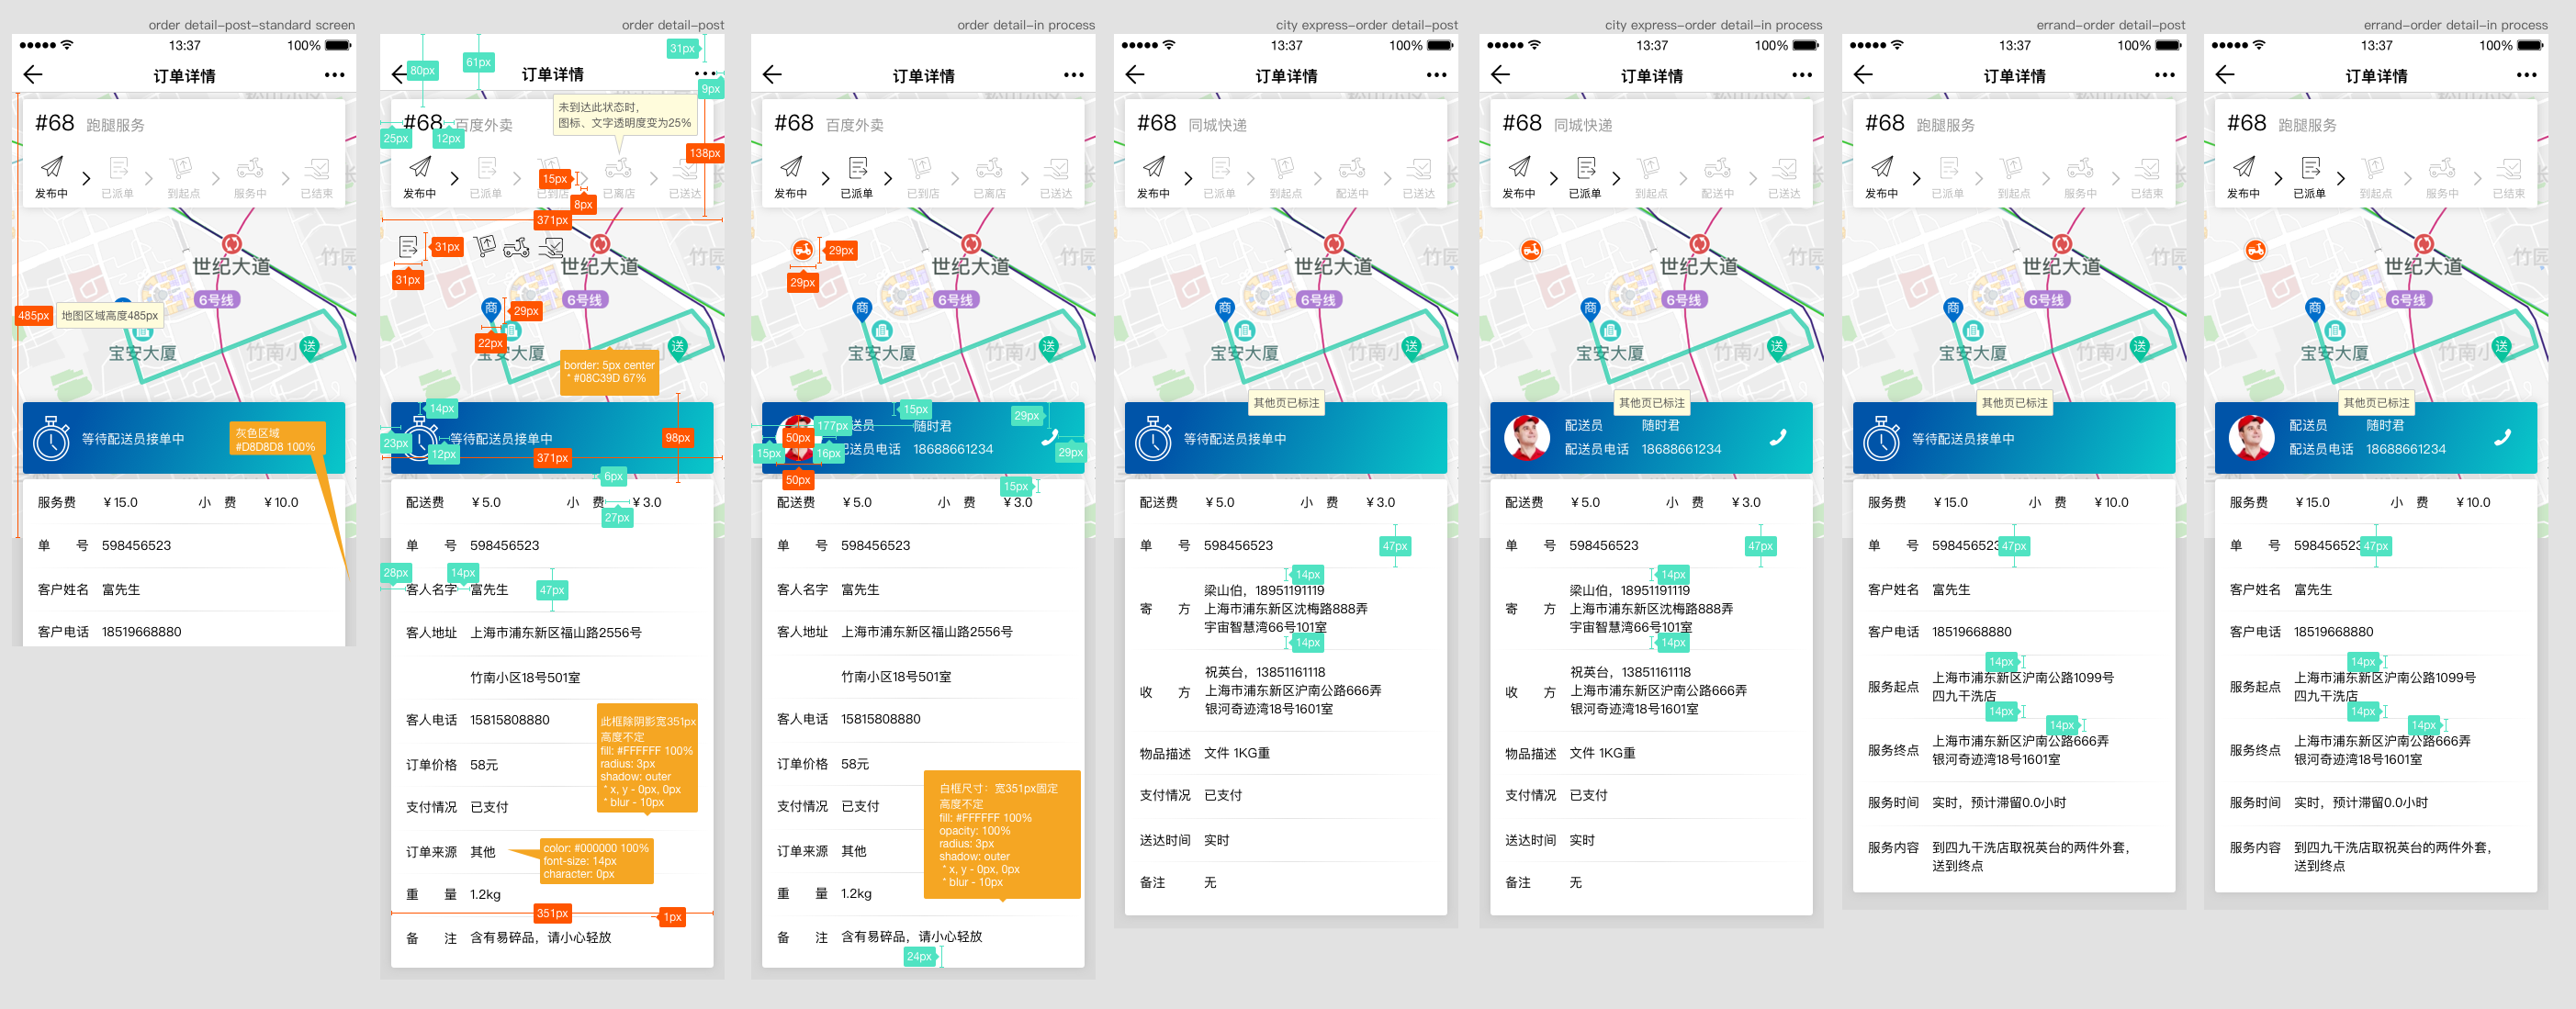 order detail-post-standard screen
13:37
100%
订单详情
#68 跑腿服务
发布中
已派单
到起点
服务中
已结束
世纪大道
竹园
6号线
485px
地图区域高度485px
宝安大厦
竹南小
送
等待配送员接单中
灰色区域
#D8D8D8 100%
服务费 ¥15.0 小 费 ¥10.0
单 号 598456523
客户姓名 富先生
客户电话 18519668880
order detail-post
80px
61px
31px
9px
订单详情
未到达此状态时，
图标、文字透明度变为25%
#68 百度外卖
25px
12px
138px
发布中
已派单
已到店
已离店
已送达
15px
8px
371px
31px
31px
世纪大道
竹园
6号线
商
29px
22px
宝安大厦
竹南小
送
border: 5px center
* #08C39D 67%
14px
23px
12px
等待配送员接单中
98px
371px
6px
配送费 ¥5.0 小 费 ¥3.0
27px
单 号 598456523
28px
14px
47px
客人名字 富先生
客人地址 上海市浦东新区福山路2556号
竹南小区18号501室
客人电话 15815808880
此框除阴影宽351px
高度不定
fill: #FFFFFF 100%
radius: 3px
shadow: outer
* x, y - 0px, 0px
* blur - 10px
订单价格 58元
支付情况 已支付
订单来源 其他
color: #000000 100%
font-size: 14px
character: 0px
重 量 1.2kg
351px
1px
备 注 含有易碎品，请小心轻放
order detail-in process
13:37
100%
订单详情
#68 百度外卖
发布中
已派单
已到店
已离店
已送达
29px
29px
世纪大道
竹园
6号线
商
宝安大厦
竹南小
送
15px
29px
177px
随时君
50px
15px
16px
配送员电话 18688661234
29px
50px
15px
配送费 ¥5.0 小 费 ¥3.0
单 号 598456523
客人名字 富先生
客人地址 上海市浦东新区福山路2556号
竹南小区18号501室
客人电话 15815808880
订单价格 58元
白框尺寸：宽351px固定
高度不定
fill: #FFFFFF 100%
opacity: 100%
radius: 3px
shadow: outer
* x, y - 0px, 0px
* blur - 10px
支付情况 已支付
订单来源 其他
重 量 1.2kg
备 注 含有易碎品，请小心轻放
24px
city express-order detail-post
13:37
100%
订单详情
#68 同城快递
发布中
已派单
到起点
配送中
已送达
世纪大道
竹园
6号线
商
宝安大厦
竹南小
送
其他页已标注
等待配送员接单中
配送费 ¥5.0 小 费 ¥3.0
单 号 598456523
47px
14px
寄 方 梁山伯，18951191119
上海市浦东新区沈梅路888弄
宇宙智慧湾66号101室
14px
收 方 祝英台，13851161118
上海市浦东新区沪南公路666弄
银河奇迹湾18号1601室
物品描述 文件 1KG重
支付情况 已支付
送达时间 实时
备注 无
city express-order detail-in process
13:37
100%
订单详情
#68 同城快递
发布中
已派单
到起点
配送中
已送达
世纪大道
竹园
6号线
商
宝安大厦
竹南小
送
其他页已标注
配送员 随时君
配送员电话 18688661234
配送费 ¥5.0 小 费 ¥3.0
单 号 598456523
47px
14px
寄 方 梁山伯，18951191119
上海市浦东新区沈梅路888弄
宇宙智慧湾66号101室
14px
收 方 祝英台，13851161118
上海市浦东新区沪南公路666弄
银河奇迹湾18号1601室
物品描述 文件 1KG重
支付情况 已支付
送达时间 实时
备注 无
errand-order detail-post
13:37
100%
订单详情
#68 跑腿服务
发布中
已派单
到起点
服务中
已结束
世纪大道
竹园
6号线
商
宝安大厦
竹南小
送
其他页已标注
等待配送员接单中
服务费 ¥15.0 小 费 ¥10.0
单 号 598456523
47px
客户姓名 富先生
客户电话 18519668880
14px
服务起点 上海市浦东新区沪南公路1099号
四九干洗店
14px
14px
服务终点 上海市浦东新区沪南公路666弄
银河奇迹湾18号1601室
服务时间 实时，预计滞留0.0小时
服务内容 到四九干洗店取祝英台的两件外套，
送到终点
errand-order detail-in process
13:37
100%
订单详情
#68 跑腿服务
发布中
已派单
到起点
服务中
已结束
世纪大道
竹园
6号线
商
宝安大厦
竹南小
送
其他页已标注
配送员 随时君
配送员电话 18688661234
服务费 ¥15.0 小 费 ¥10.0
单 号 598456523
47px
客户姓名 富先生
客户电话 18519668880
14px
服务起点 上海市浦东新区沪南公路1099号
四九干洗店
14px
14px
服务终点 上海市浦东新区沪南公路666弄
银河奇迹湾18号1601室
服务时间 实时，预计滞留0.0小时
服务内容 到四九干洗店取祝英台的两件外套，
送到终点